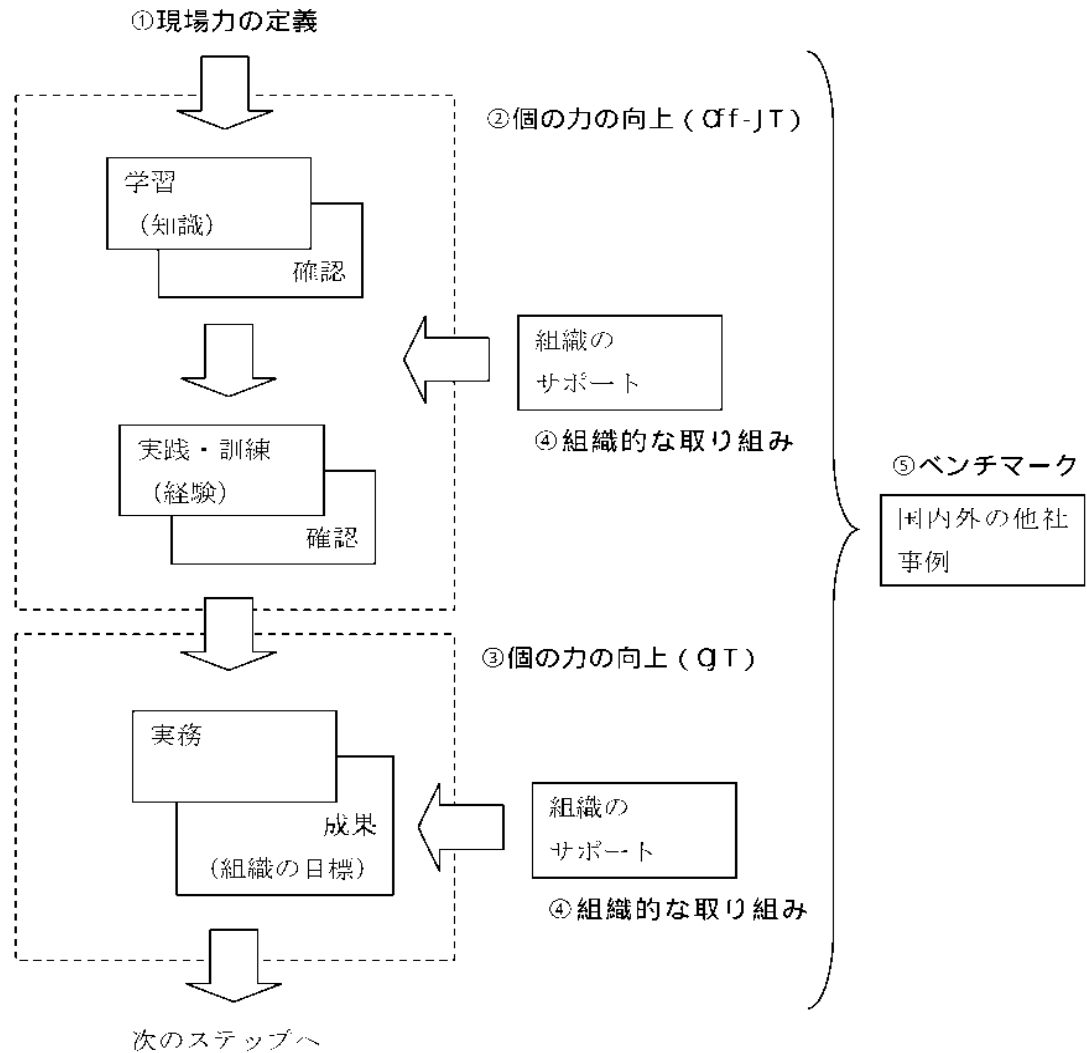 ①現場力の定義
②個の力の向上(Off-JT)
学習
(知識)
確認
組織の
サポート
④組織的な取り組み
実践・訓練
(経験)
確認
⑤ベンチマーク
国内外の他社
事例
③個の力の向上(OJT)
実務
成果
(組織の目標)
組織の
サポート
④組織的な取り組み
次のステップへ